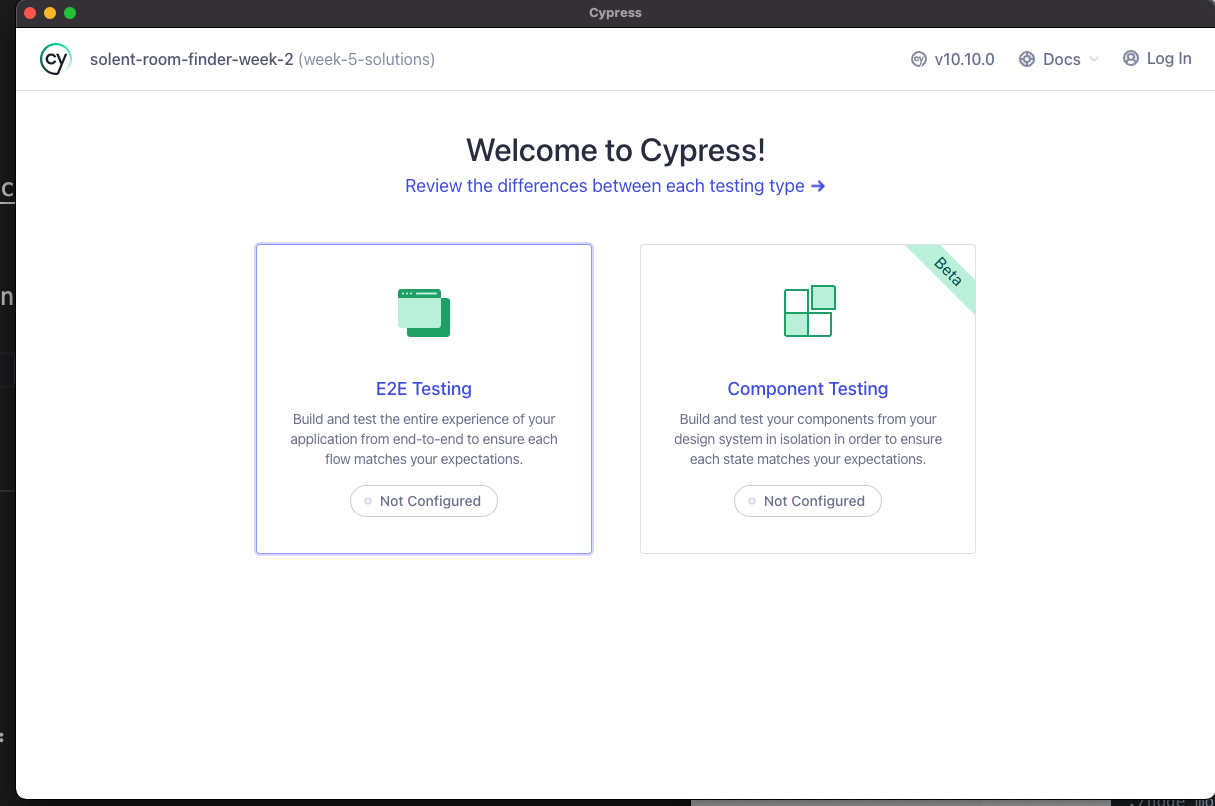 Cypress
cy solent-room-finder-week-2 (week-5-solutions) cy v10.10.0 Docs Log In
Welcome to Cypress!
Review the differences between each testing type →
Beta
E2E Testing
Build and test the entire experience of your
application from end-to-end to ensure each
flow matches your expectations.
Not Configured
Component Testing
Build and test your components from your
design system in isolation in order to ensure
each state matches your expectations.
Not Configured